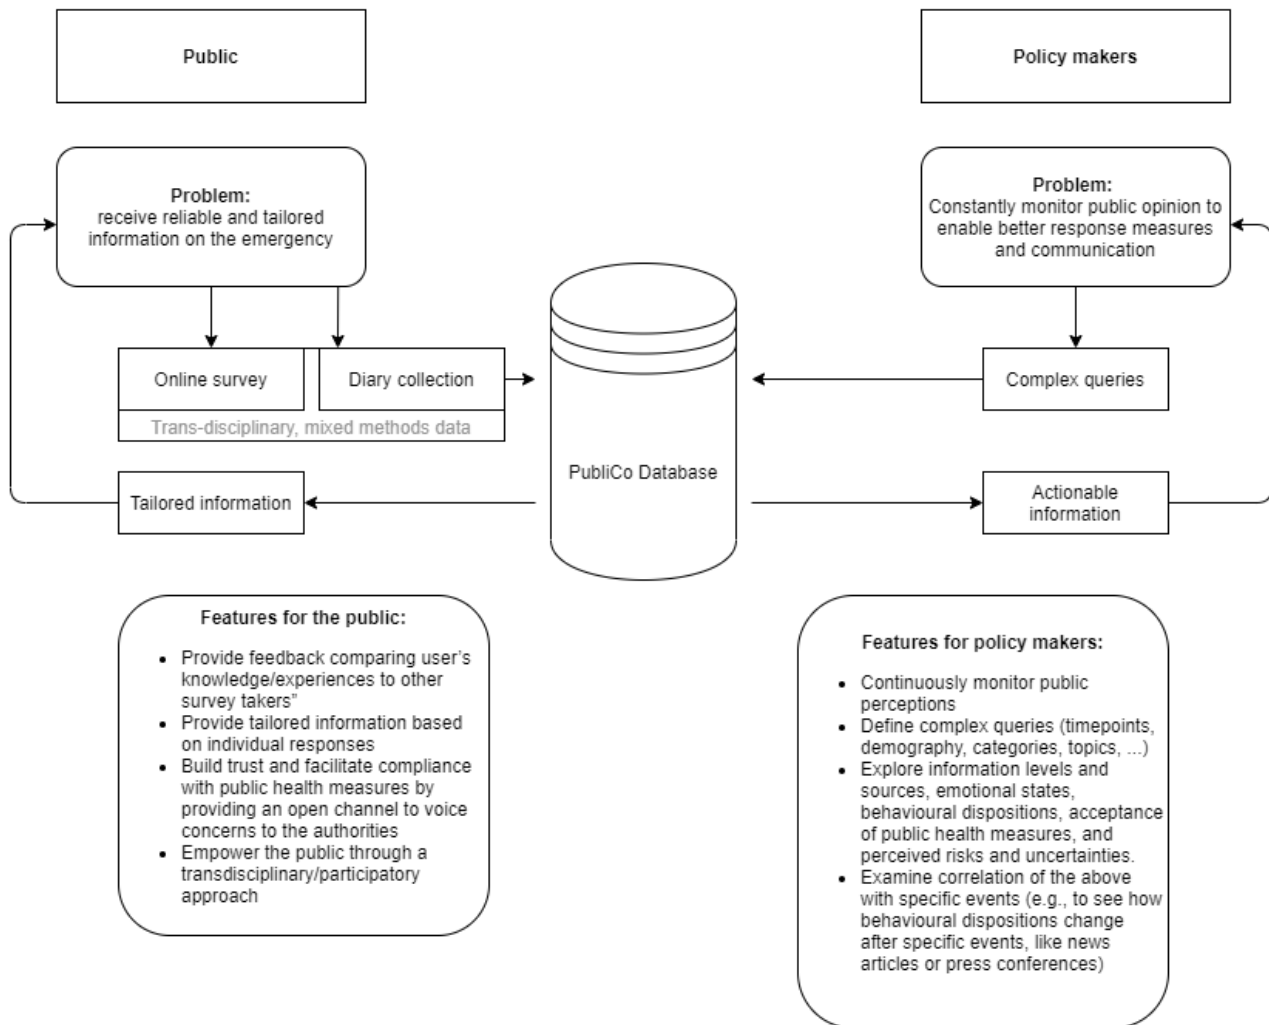 Public
Policy makers
Problem:
receive reliable and tailored
information on the emergency
Problem:
Constantly monitor public opinion to
enable better response measures
and communication
Online survey
Diary collection
Trans-disciplinary, mixed methods data
Complex queries
PubliCo Database
Tailored information
Actionable
information
Features for the public:
• Provide feedback comparing user's
knowledge/experiences to other
survey takers”
• Provide tailored information based
on individual responses
• Build trust and facilitate compliance
with public health measures by
providing an open channel to voice
concerns to the authorities
• Empower the public through a
transdisciplinary/participatory
approach
Features for policy makers:
• Continuously monitor public
perceptions
• Define complex queries (timepoints,
demography, categories, topics, ...)
• Explore information levels and
sources, emotional states,
behavioural dispositions, acceptance
of public health measures, and
perceived risks and uncertainties.
• Examine correlation of the above
with specific events (e.g., to see how
behavioural dispositions change
after specific events, like news
articles or press conferences)